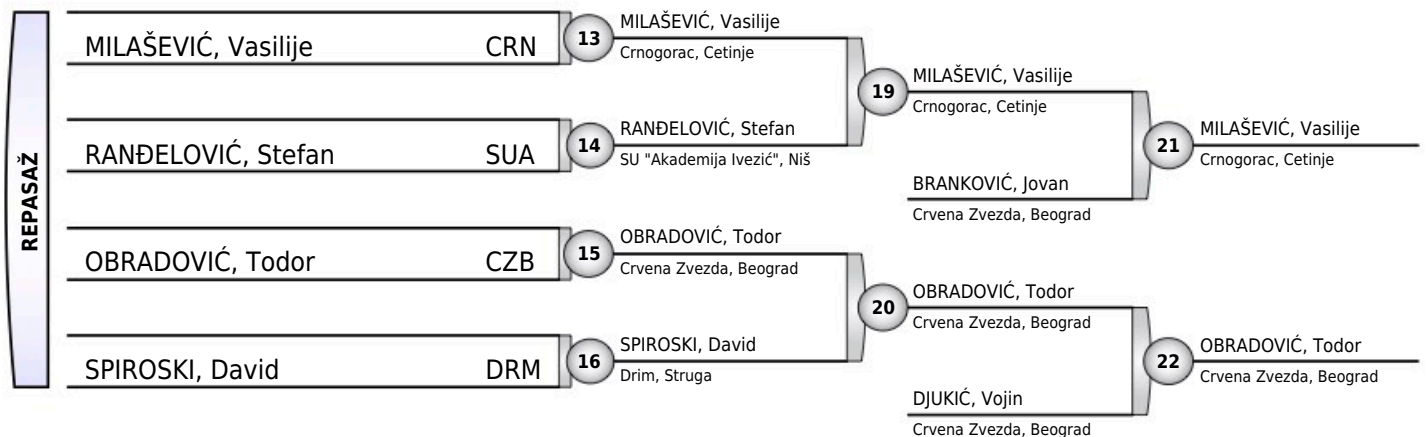 REPASAŽ
MILAŠEVIĆ, Vasilije CRN
13
MILAŠEVIĆ, Vasilije
Crnogorac, Cetinje
RANĐELOVIĆ, Stefan SUA
14
RANĐELOVIĆ, Stefan
SU "Akademija Ivezić", Niš
OBRADOVIĆ, Todor CZB
15
OBRADOVIĆ, Todor
Crvena Zvezda, Beograd
SPIROSKI, David DRM
16
SPIROSKI, David
Drim, Struga
19
MILAŠEVIĆ, Vasilije
Crnogorac, Cetinje
BRANKOVIĆ, Jovan
Crvena Zvezda, Beograd
20
OBRADOVIĆ, Todor
Crvena Zvezda, Beograd
DJUKIĆ, Vojin
Crvena Zvezda, Beograd
21
MILAŠEVIĆ, Vasilije
Crnogorac, Cetinje
22
OBRADOVIĆ, Todor
Crvena Zvezda, Beograd